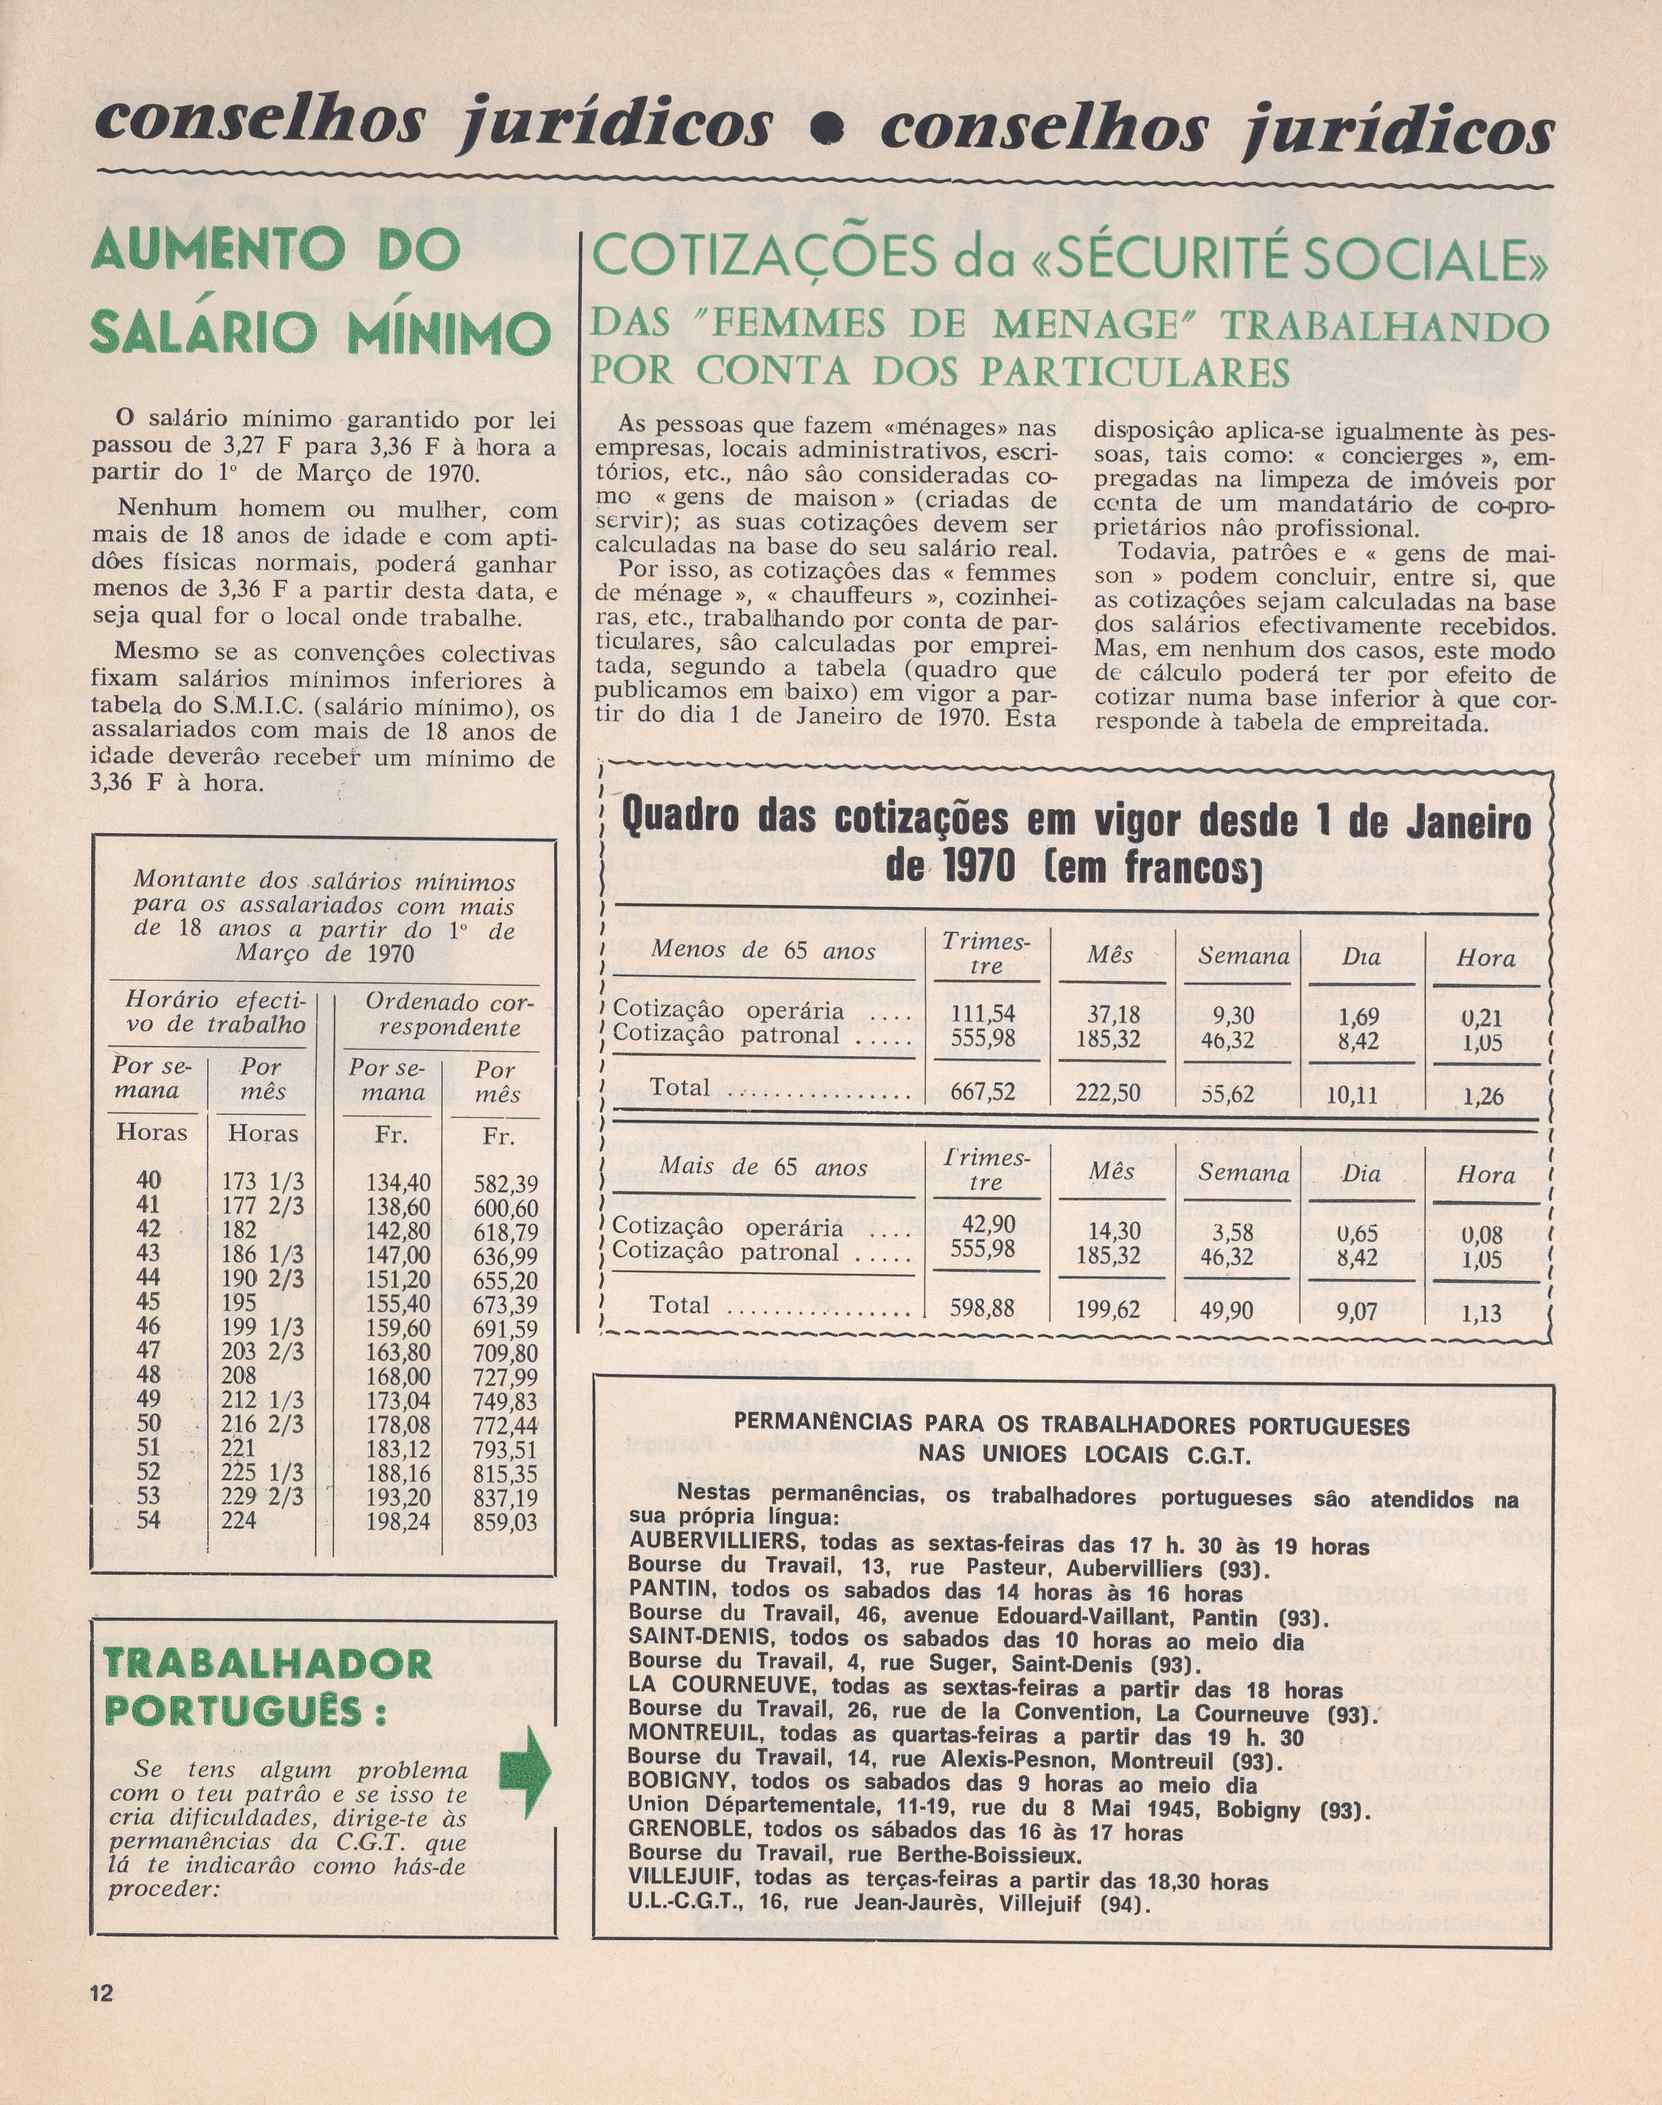 conselhos jurídicos ● conselhos jurídicos
AUMENTO DO
SALÁRIO MÍNIMO
O salário mínimo garantido por lei
passou de 3,27 F para 3,36 F à hora a
partir do 1º de Março de 1970.
Nenhum homem ou mulher, com
mais de 18 anos de idade e com apti-
dôes físicas normais, poderá ganhar
menos de 3,36 F a partir desta data, e
seja qual for o local onde trabalhe.
Mesmo se as convençôes colectivas
fixam salários mínimos inferiores à
tabela do S.M.I.C. (salário mínimo), os
assalariados com mais de 18 anos de
idade deverâo receber um mínimo de
3,36 F à hora.
Montante dos salários mínimos
para os assalariados com mais
de 18 anos a partir do 1º de
Março de 1970
Horário efecti- Ordenado cor-
vo de trabalho respondente
Por se- Por Por se- Por
mana mês mana mês
Horas Horas Fr. Fr.
40 173 1/3 134,40 582,39
41 177 2/3 138,60 600,60
42 182 142,80 618,79
43 186 1/3 147,00 636,99
44 190 2/3 151,20 655,20
45 195 155,40 673,39
46 199 1/3 159,60 691,59
47 203 2/3 163,80 709,80
48 208 168,00 727,99
49 212 1/3 173,04 749,83
50 216 2/3 178,08 772,44
51 221 183,12 793,51
52 225 1/3 188,16 815,35
53 229 2/3 193,20 837,19
54 224 198,24 859,03
TRABALHADOR
PORTUGUÊS :
Se tens algum problema
com o teu patrâo e se isso te
cria dificuldades, dirige-te às
permanências da C.G.T. que
lá te indicarâo como hás-de
proceder:
COTIZAÇÕES da «SÉCURITÉ SOCIALE»
DAS "FEMMES DE MENAGE" TRABALHANDO
POR CONTA DOS PARTICULARES
As pessoas que fazem «ménages» nas
empresas, locais administrativos, escri-
tórios, etc., nâo sâo consideradas co-
mo « gens de maison » (criadas de
servir); as suas cotizaçôes devem ser
calculadas na base do seu salário real.
Por isso, as cotizaçôes das « femmes
de ménage », « chauffeurs », cozinhei-
ras, etc., trabalhando por conta de par-
ticulares, sâo calculadas por emprei-
tada, segundo a tabela (quadro que
publicamos em baixo) em vigor a par-
tir do dia 1 de Janeiro de 1970. Esta
disposiçâo aplica-se igualmente às pes-
soas, tais como: « concierges », em-
pregadas na limpeza de imóveis por
conta de um mandatário de co-pro-
prietários nâo profissional.
Todavia, patrôes e « gens de mai-
son » podem concluir, entre si, que
as cotizaçôes sejam calculadas na base
dos salários efectivamente recebidos.
Mas, em nenhum dos casos, este modo
de cálculo poderá ter por efeito de
cotizar numa base inferior à que cor-
responde à tabela de empreitada.
Quadro das cotizações em vigor desde 1 de Janeiro
de 1970 (em francos)
Menos de 65 anos Trimes-tre Mês Semana Dia Hora
Cotizaçâo operária .... 111,54 37,18 9,30 1,69 0,21
Cotizaçâo patronal ..... 555,98 185,32 46,32 8,42 1,05
Total ................ 667,52 222,50 55,62 10,11 1,26
Mais de 65 anos Trimes-tre Mês Semana Dia Hora
Cotizaçâo operária .... 42,90 14,30 3,58 0,65 0,08
Cotizaçâo patronal ..... 555,98 185,32 46,32 8,42 1,05
Total ................ 598,88 199,62 49,90 9,07 1,13
PERMANÊNCIAS PARA OS TRABALHADORES PORTUGUESES
NAS UNIOES LOCAIS C.G.T.
Nestas permanências, os trabalhadores portugueses sâo atendidos na
sua própria língua:
AUBERVILLIERS, todas as sextas-feiras das 17 h. 30 às 19 horas
Bourse du Travail, 13, rue Pasteur, Aubervilliers (93).
PANTIN, todos os sabados das 14 horas às 16 horas
Bourse du Travail, 46, avenue Edouard-Vaillant, Pantin (93).
SAINT-DENIS, todos os sabados das 10 horas ao meio dia
Bourse du Travail, 4, rue Suger, Saint-Denis (93).
LA COURNEUVE, todas as sextas-feiras a partir das 18 horas
Bourse du Travail, 26, rue de la Convention, La Courneuve (93).
MONTREUIL, todas as quartas-feiras a partir das 19 h. 30
Bourse du Travail, 14, rue Alexis-Pesnon, Montreuil (93).
BOBIGNY, todos os sabados das 9 horas ao meio dia
Union Départementale, 11-19, rue du 8 Mai 1945, Bobigny (93).
GRENOBLE, todos os sábados das 16 às 17 horas
Bourse du Travail, rue Berthe-Boissieux.
VILLEJUIF, todas as terças-feiras a partir das 18,30 horas
U.L.-C.G.T., 16, rue Jean-Jaurès, Villejuif (94).
12